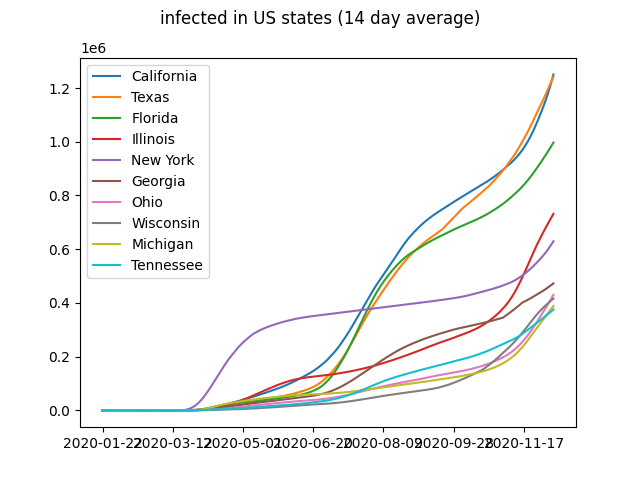 infected in US states (14 day average)
1e6
1.2
1.0
0.8
0.6
0.4
0.2
0.0
California
Texas
Florida
Illinois
New York
Georgia
Ohio
Wisconsin
Michigan
Tennessee
2020-01-22
2020-03-12
2020-05-01
2020-06-20
2020-08-09
2020-09-28
2020-11-17